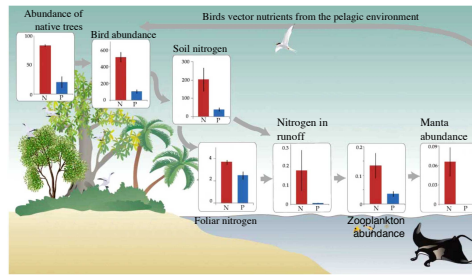 Abundance of
native trees
Birds vector nutrients from the pelagic environment
Bird abundance
Soil nitrogen
100
50
0
N P
600
400
200
0
N P
300
200
100
0
N P
Nitrogen in
runoff
Manta
abundance
4
2
0
N P
0.3
0.2
0.1
0
N P
0.2
0.1
0
N P
0.09
0.06
0.03
0
N P
Foliar nitrogen
Zooplankton
abundance